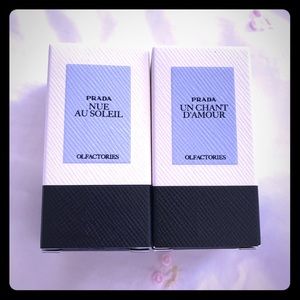 PRADA
NUE
AU SOLEIL
OLFACTORIES
PRADA
UN CHANT
D'AMOUR
OLFACTORIES